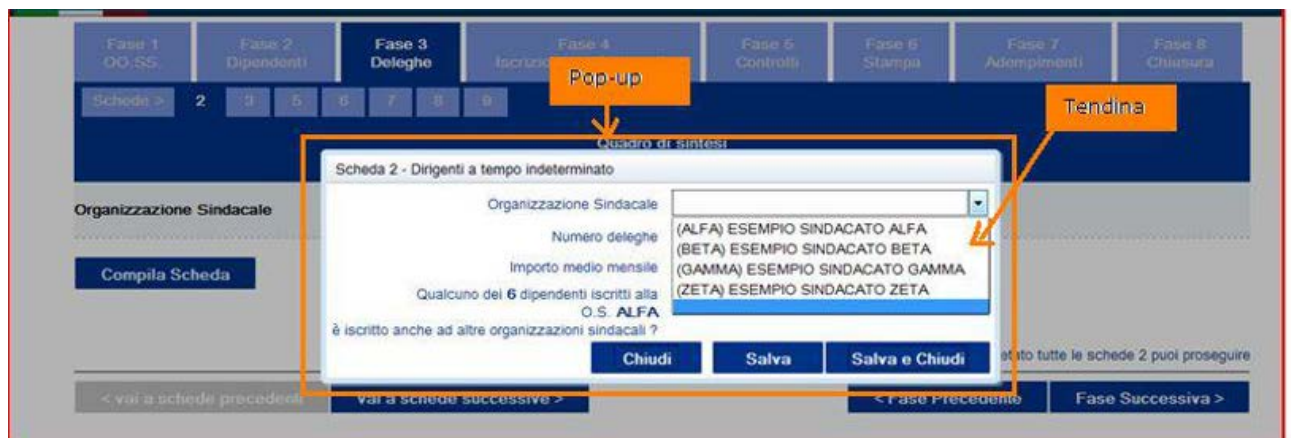 Fase 1 Fase 2 Fase 3 Fase 4 Fase 5 Fase 6 Fase 7 Fase 8
OO.SS. Dipendenti Deleghe Controlli Stampa Adempimenti Chiusura
Pop-up
Schede > 2 3 5 6 7 8 9
Tendina
Quadro di sintesi
Scheda 2 - Dirigenti a tempo indeterminato
Organizzazione Sindacale
Organizzazione Sindacale
Numero deleghe
(ALFA) ESEMPIO SINDACATO ALFA
(BETA) ESEMPIO SINDACATO BETA
(GAMMA) ESEMPIO SINDACATO GAMMA
(ZETA) ESEMPIO SINDACATO ZETA
Compila Scheda
Importo medio mensile
Qualcuno dei 6 dipendenti iscritti alla
O.S. ALFA
è iscritto anche ad altre organizzazioni sindacali ?
Chiudi Salva Salva e Chiudi
tutte le schede 2 puoi proseguire
< vai a schede precedenti vai a schede successive > < Fase Precedente Fase Successiva >